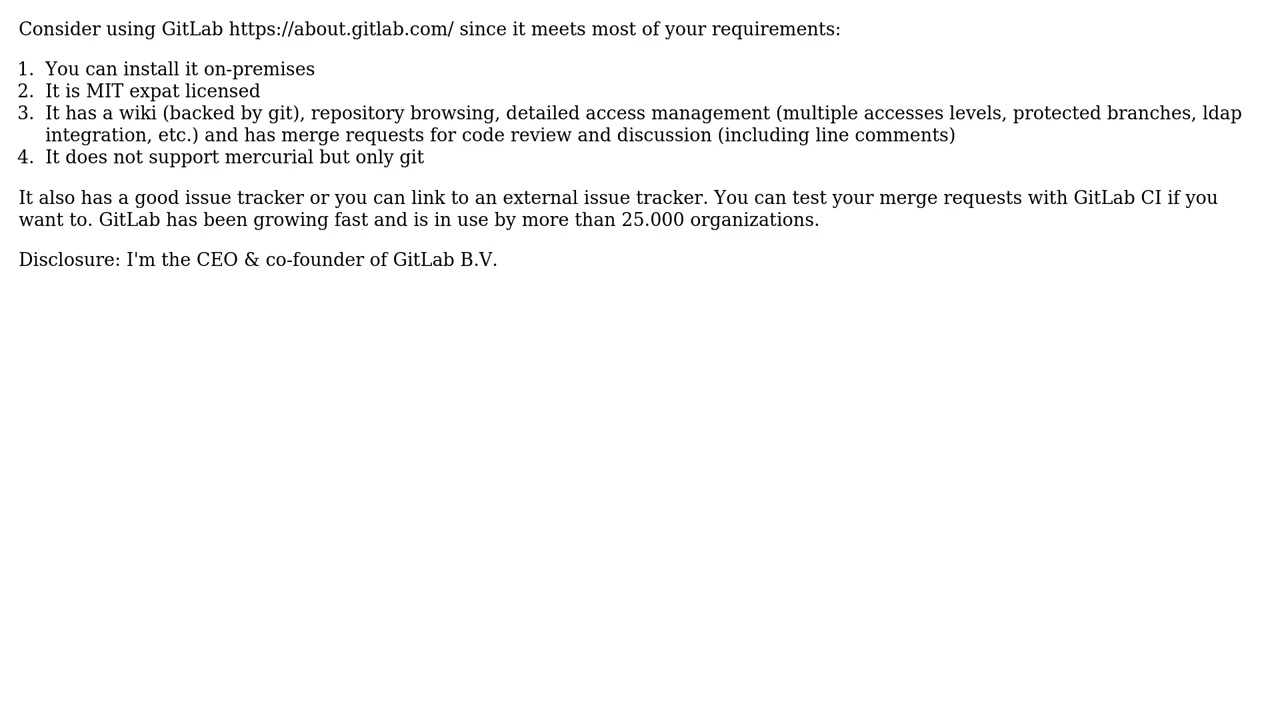 Consider using GitLab https://about.gitlab.com/ since it meets most of your requirements:
1. You can install it on-premises
2. It is MIT expat licensed
3. It has a wiki (backed by git), repository browsing, detailed access management (multiple accesses levels, protected branches, ldap
integration, etc.) and has merge requests for code review and discussion (including line comments)
4. It does not support mercurial but only git
It also has a good issue tracker or you can link to an external issue tracker. You can test your merge requests with GitLab CI if you
want to. GitLab has been growing fast and is in use by more than 25.000 organizations.
Disclosure: I'm the CEO & co-founder of GitLab B.V.